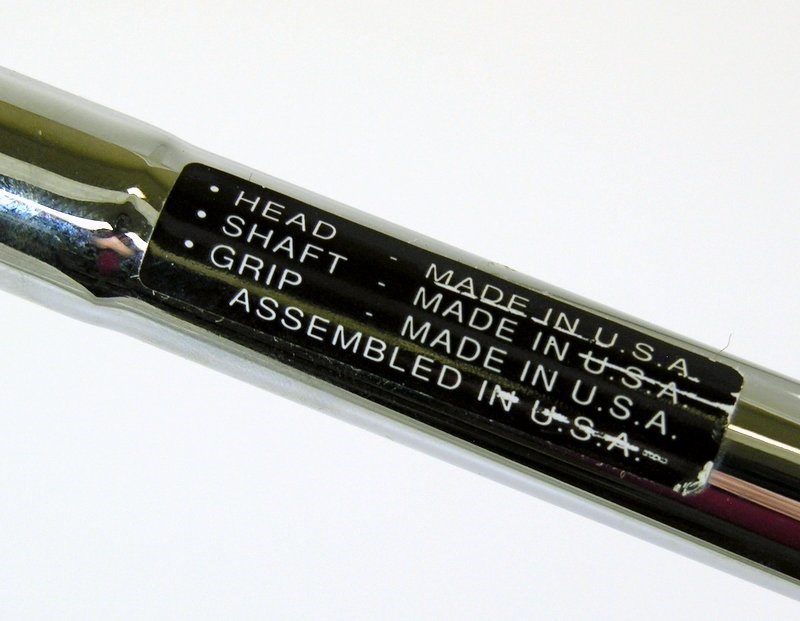 • HEAD - MADE IN U.S.A.
• SHAFT - MADE IN U.S.A.
• GRIP - MADE IN U.S.A.
ASSEMBLED IN U.S.A.